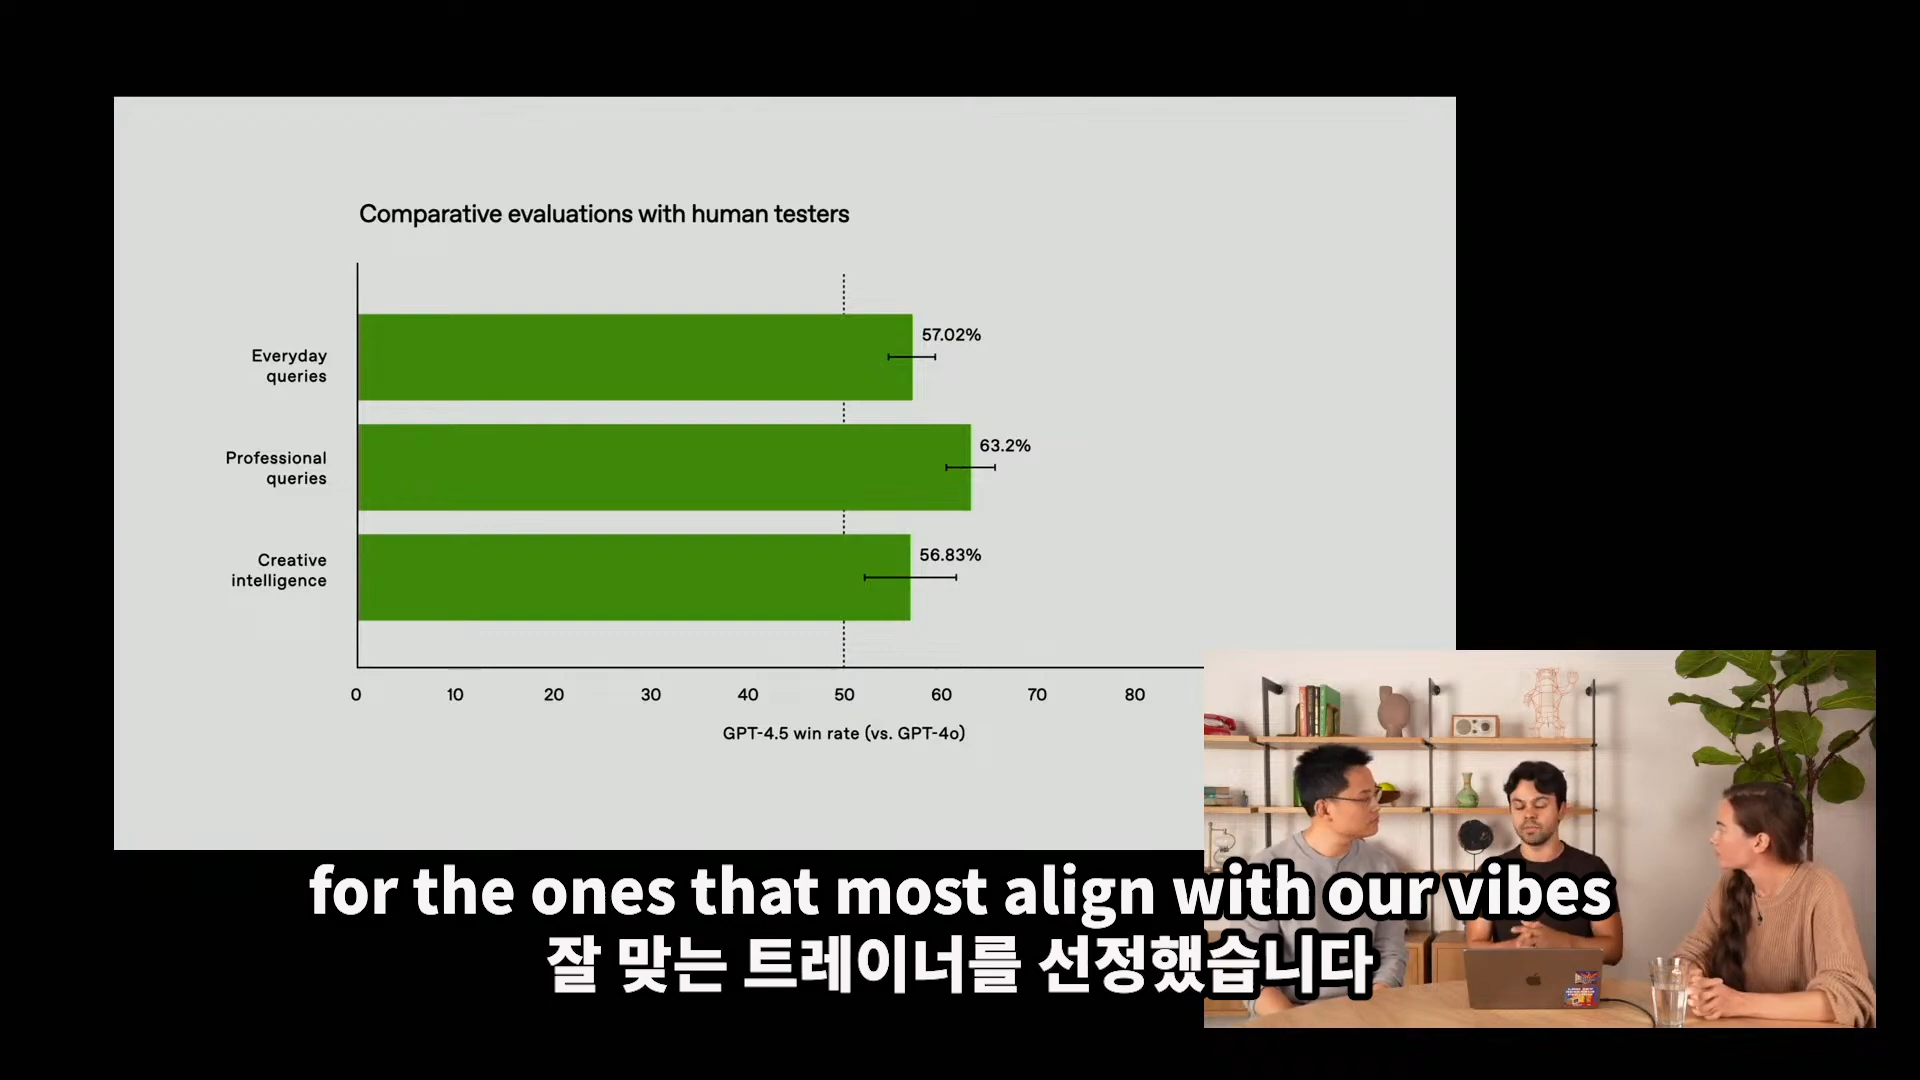 Comparative evaluations with human testers
Everyday
queries
57.02%
Professional
queries
63.2%
Creative
intelligence
56.83%
0 10 20 30 40 50 60 70 80
GPT-4.5 win rate (vs. GPT-4o)
for the ones that most align with our vibes
잘 맞는 트레이너를 선정했습니다